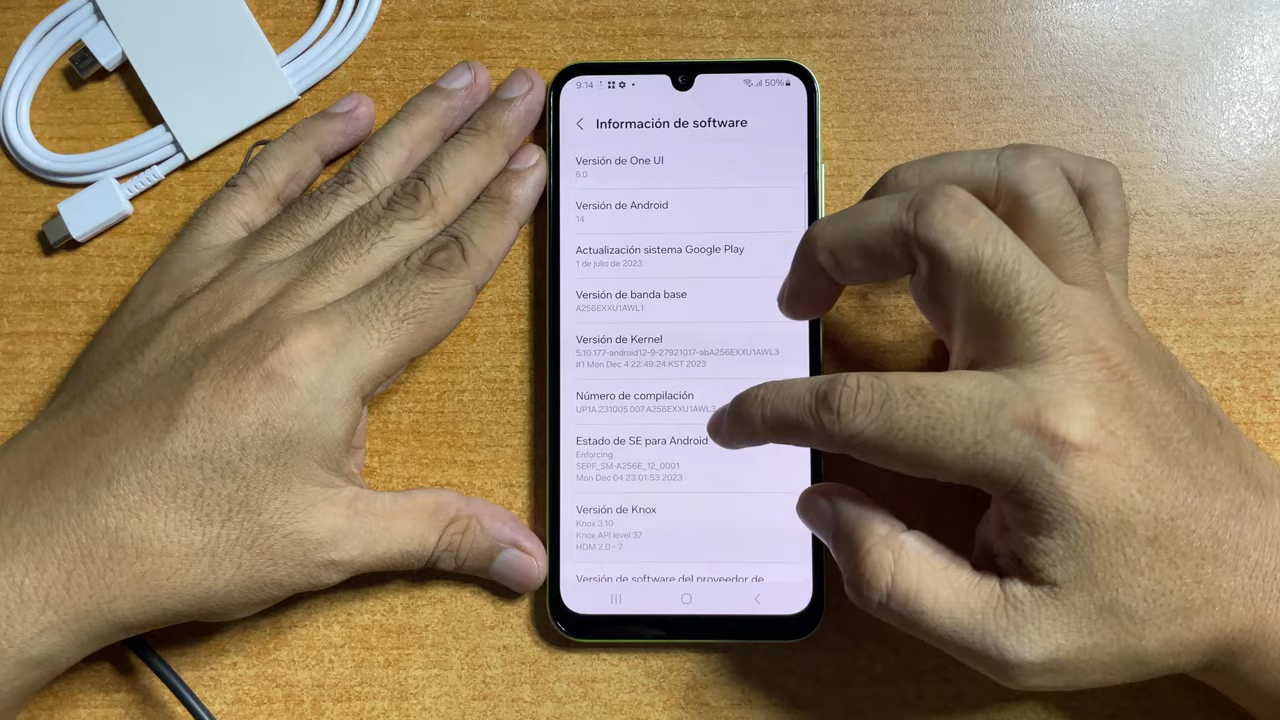 9:14
50%
Información de software
Versión de One UI
6.0
Versión de Android
14
Actualización sistema Google Play
1 de julio de 2023
Versión de banda base
A256EXXU1AWL1
Versión de Kernel
5.10.177-android12-9-27921017-abA256EXXU1AWL3
#1 Mon Dec 4 22:49:24 KST 2023
Número de compilación
UP1A.231005.007.A256EXXU1AWL3
Estado de SE para Android
Enforcing
SEPF_SM-A256E_12_0001
Mon Dec 04 23:01:53 2023
Versión de Knox
Knox 3.10
Knox API level 37
HDM 2.0 - 7
Versión de software del proveedor de